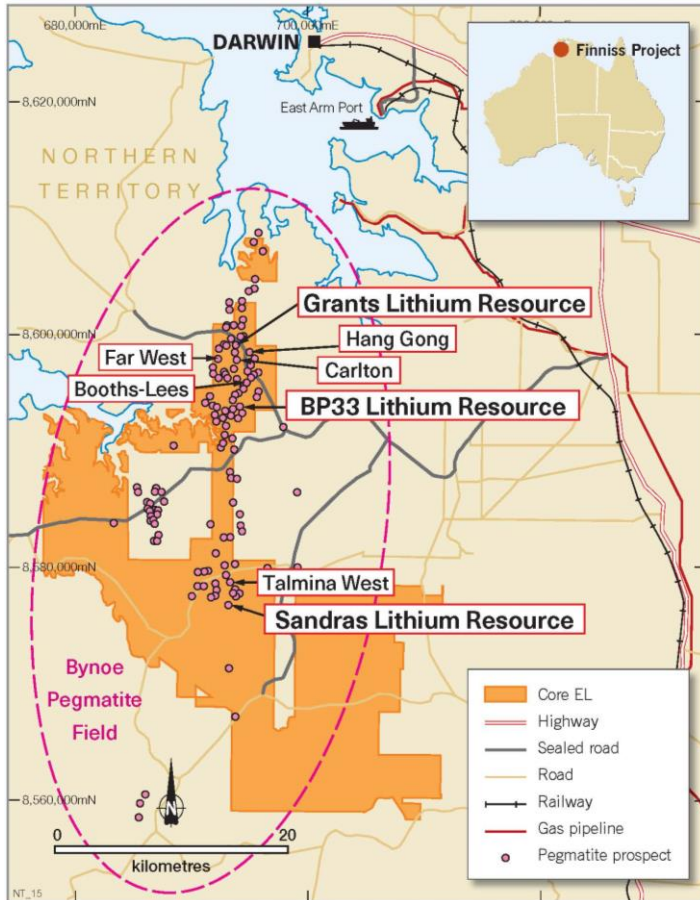 680,000mE
700,000mE
DARWIN
Finniss Project
8,620,000mN
East Arm Port
NORTHERN
TERRITORY
Grants Lithium Resource
8,600,000mN
Hang Gong
Far West
Carlton
Booths-Lees
BP33 Lithium Resource
8,580,000mN
Talmina West
Sandras Lithium Resource
Bynoe
Pegmatite
Field
Core EL
Highway
Sealed road
Road
Railway
Gas pipeline
Pegmatite prospect
8,560,000mN
N
0
20
kilometres
NT_15